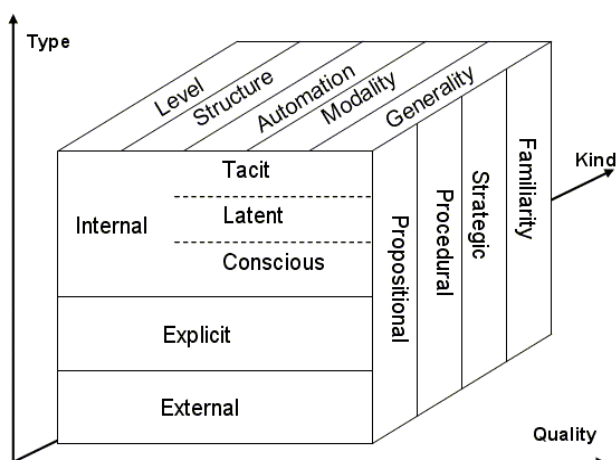 Type
Level
Structure
Automation
Modality
Generality
Kind
Tacit
Latent
Internal
Conscious
Explicit
External
Propositional
Procedural
Strategic
Familiarity
Quality